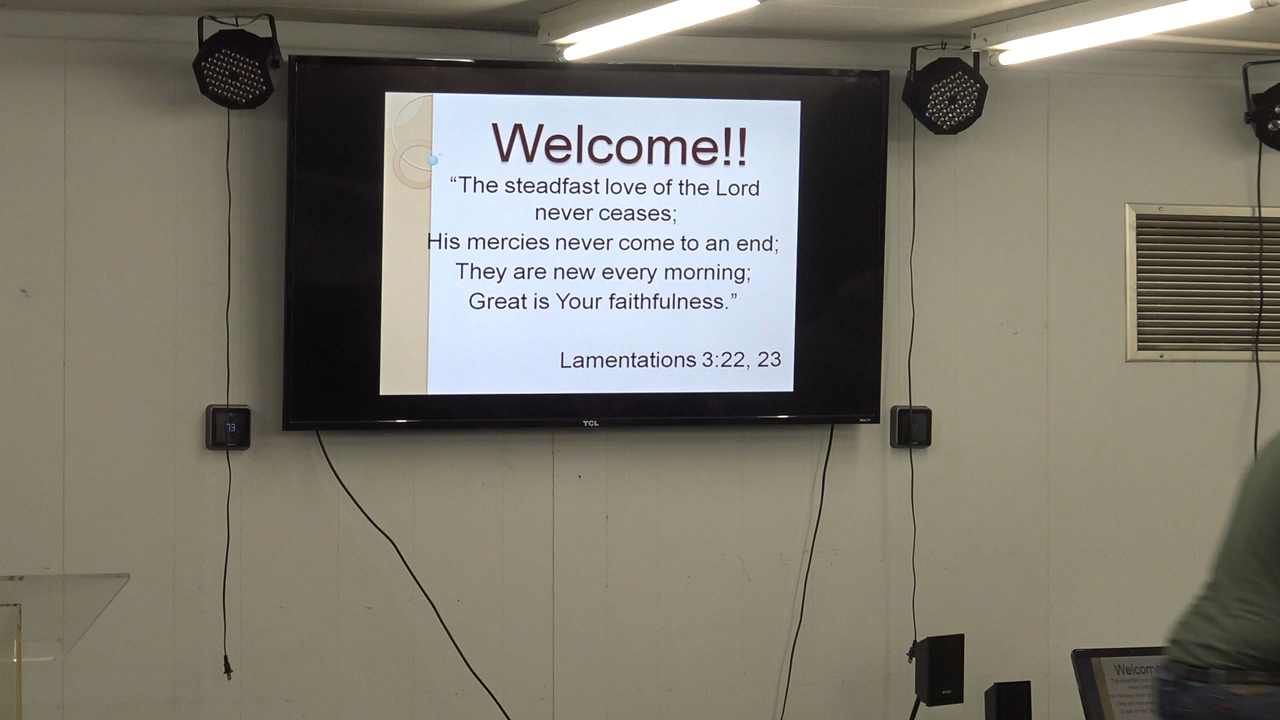 Welcome!!
“The steadfast love of the Lord
never ceases;
His mercies never come to an end;
They are new every morning;
Great is Your faithfulness.”
Lamentations 3:22, 23
TCL
73
Welcome